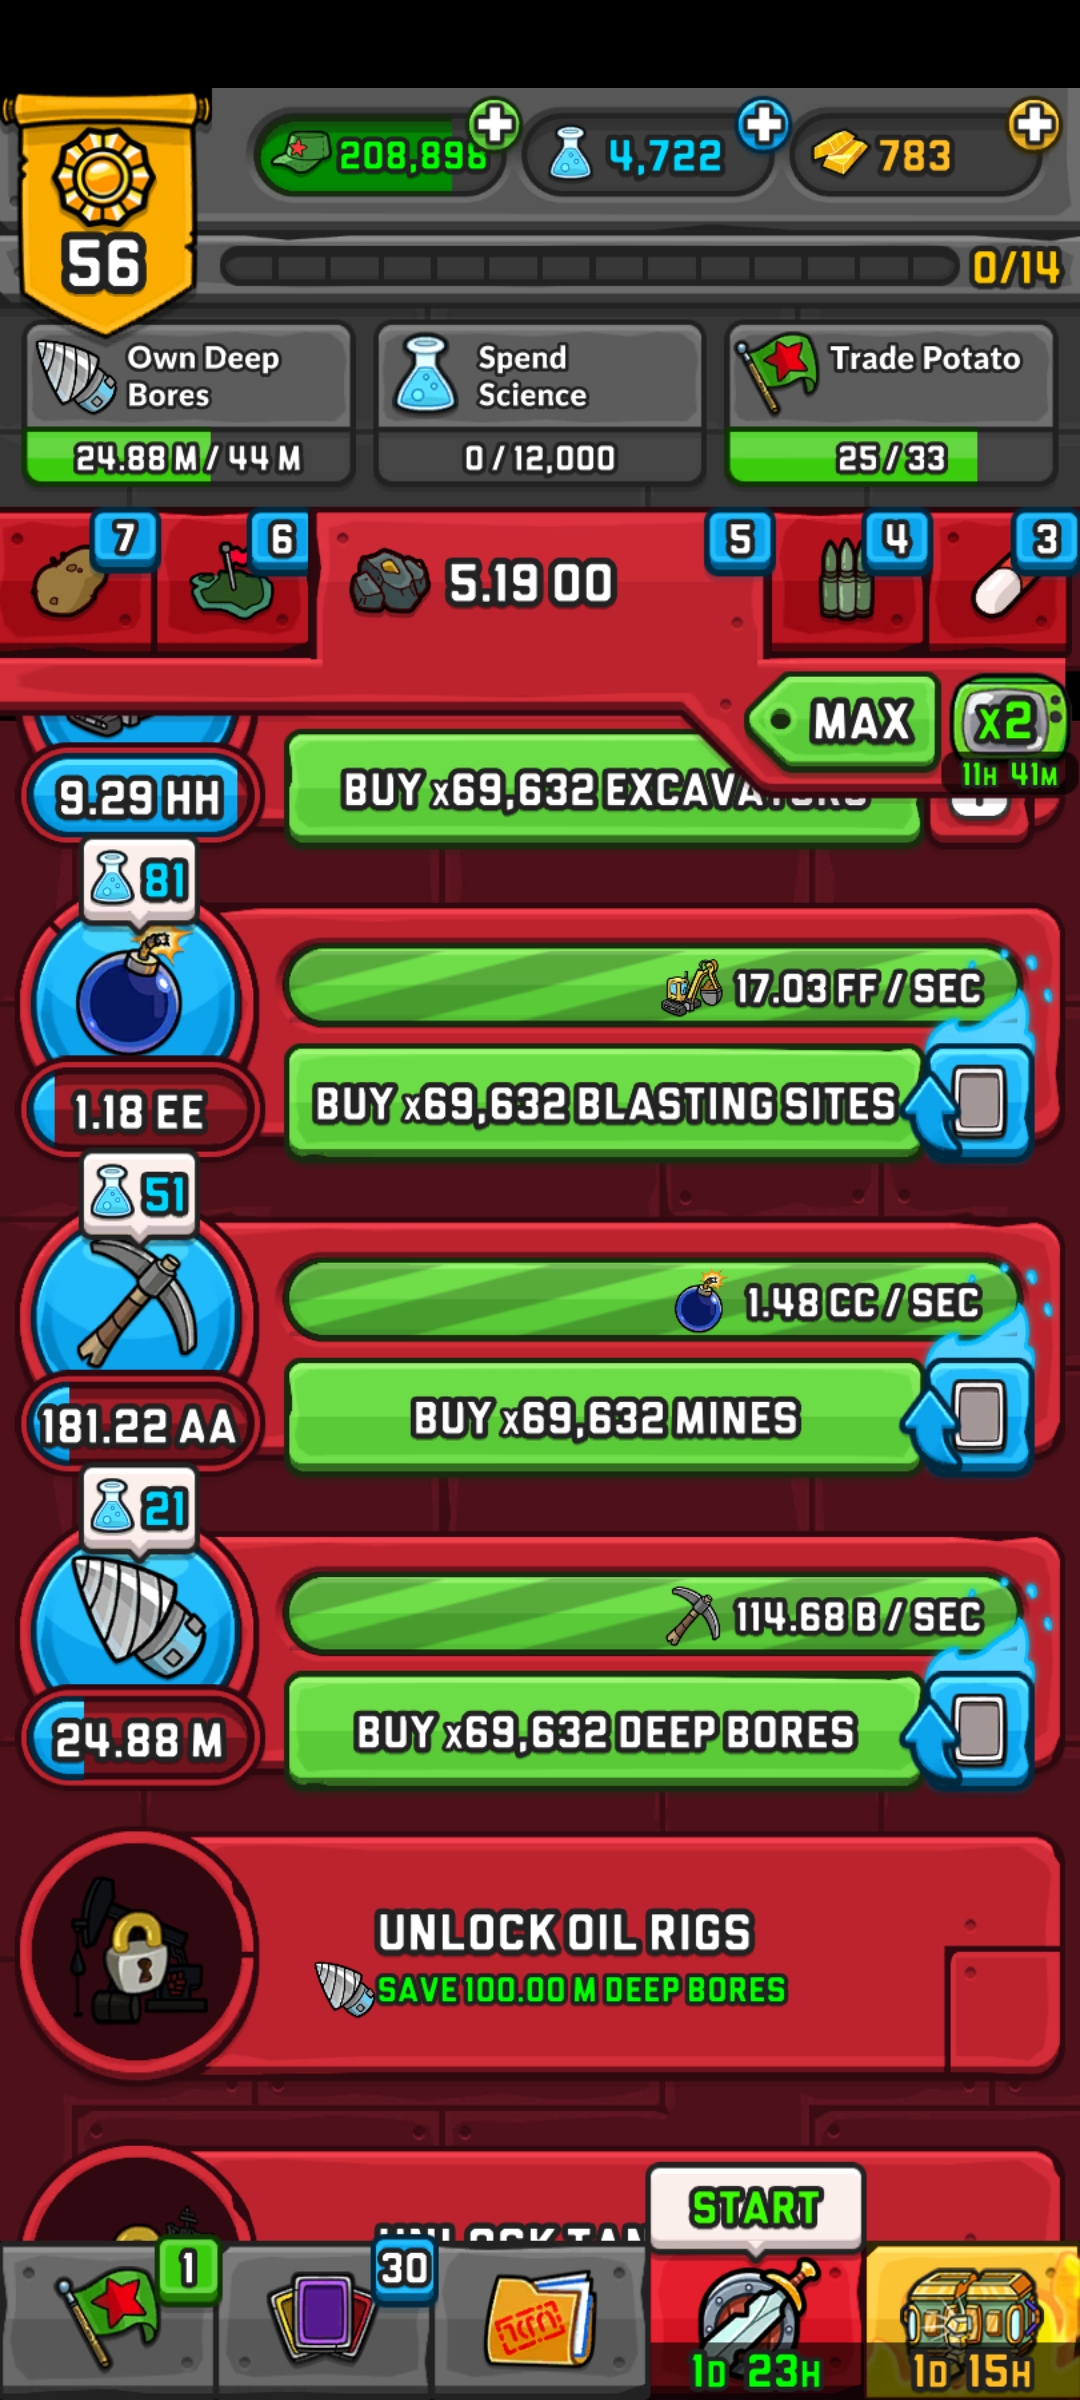 208,898
4,722
783
56
0/14
Own Deep
Bores
24.88 M / 44 M
Spend
Science
0 / 12,000
Trade Potato
25 / 33
7
6
5.19 OO
5
4
3
MAX
x2
11H 41M
9.29 HH
BUY x69,632
81
17.03 FF / SEC
1.18 EE
BUY x69,632 BLASTING SITES
51
1.48 CC / SEC
181.22 AA
BUY x69,632 MINES
21
114.68 B / SEC
24.88 M
BUY x69,632 DEEP BORES
UNLOCK OIL RIGS
SAVE 100.00 M DEEP BORES
UNLOCK
START
1
30
1D 23H
1D 15H